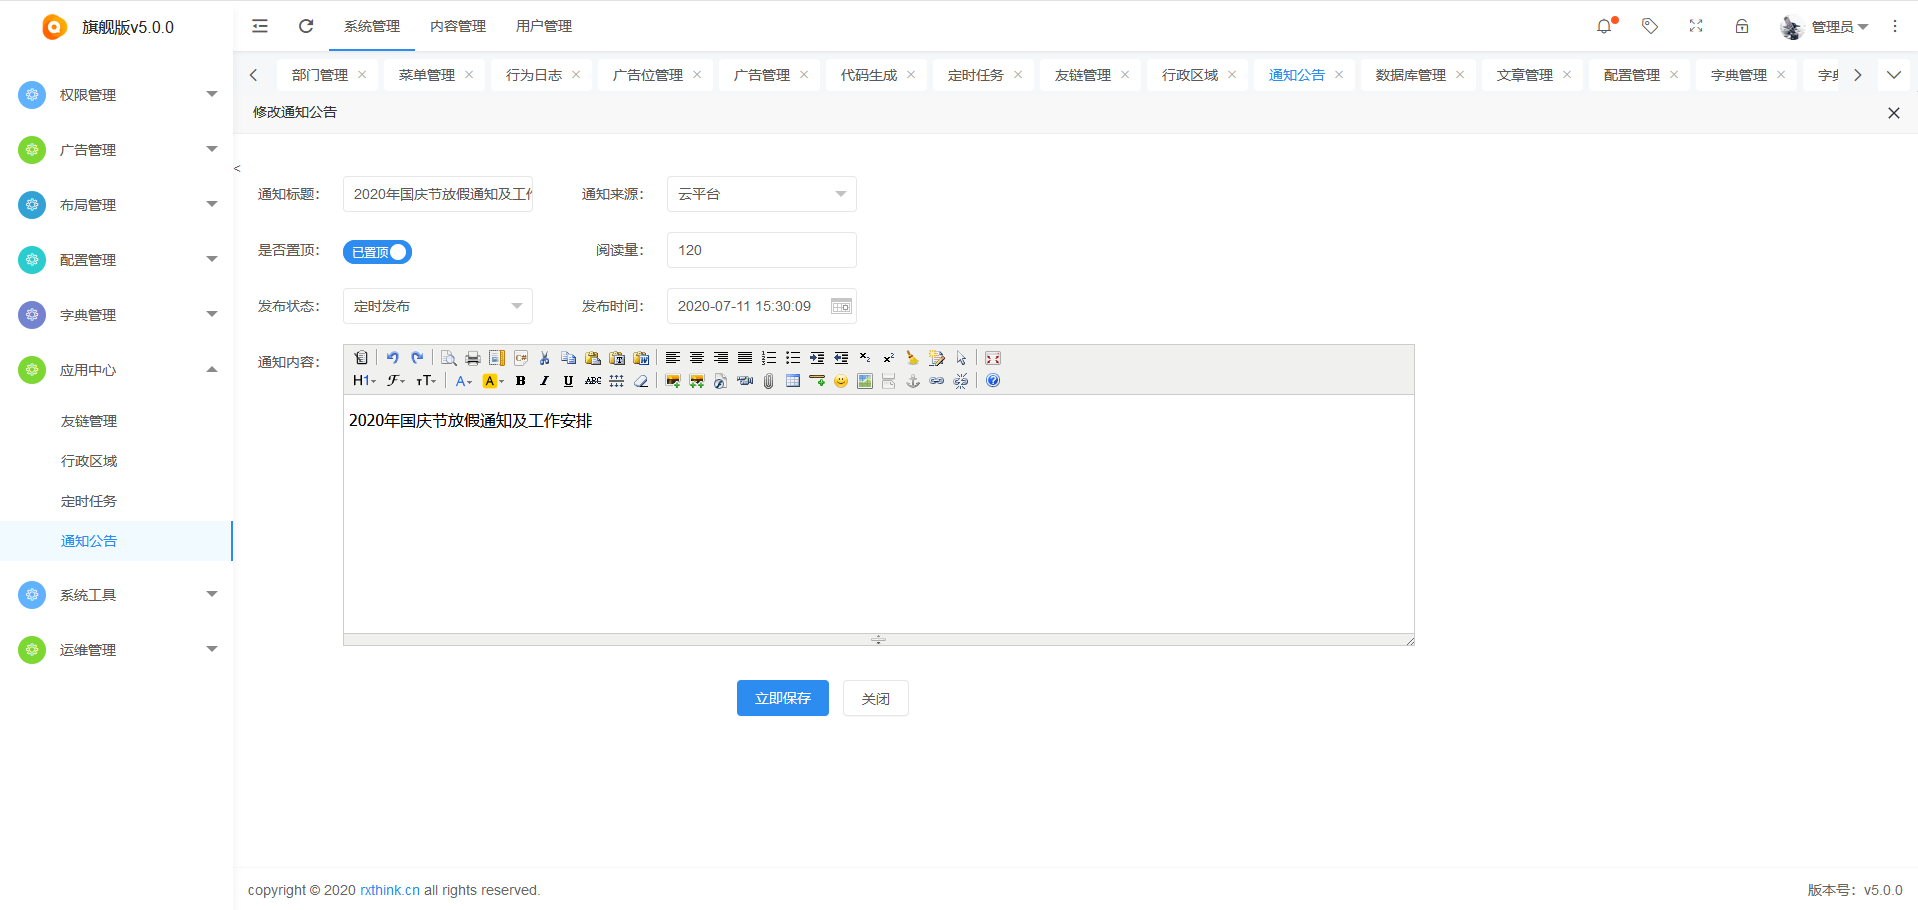 旗舰版v5.0.0
系统管理 内容管理 用户管理
管理员
部门管理 菜单管理 行为日志 广告位管理 广告管理 代码生成 定时任务 友链管理 行政区域 通知公告 数据库管理 文章管理 配置管理 字典管理 字
修改通知公告
权限管理
广告管理
布局管理
配置管理
字典管理
应用中心
友链管理
行政区域
定时任务
通知公告
系统工具
运维管理
<
通知标题： 2020年国庆节放假通知及工
通知来源： 云平台
是否置顶： 已置顶
阅读量： 120
发布状态： 定时发布
发布时间： 2020-07-11 15:30:09
通知内容：
H1 F TT A A B I U ABC
2020年国庆节放假通知及工作安排
立即保存 关闭
copyright © 2020 rxthink.cn all rights reserved.
版本号：v5.0.0